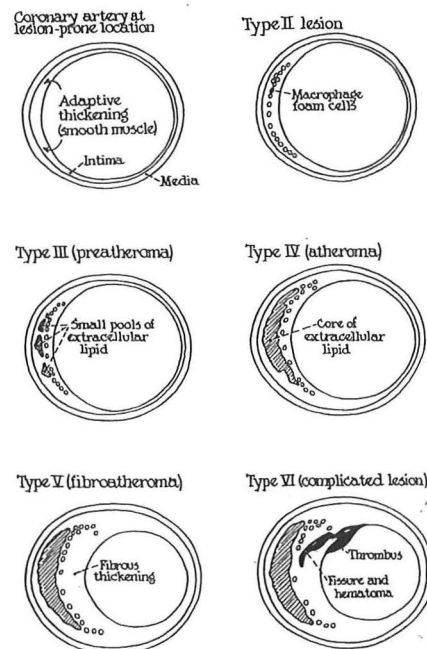 Coronary artery at
lesion-prone location
Adaptive
thickening
(smooth muscle)
Intima
Media
Type II lesion
Macrophage
foam cells
Type III (preatheroma)
Small pools of
extracellular
lipid
Type IV (atheroma)
Core of
extracellular
lipid
Type V (fibroatheroma)
Fibrous
thickening
Type VI (complicated lesion)
Thrombus
Fissure and
hematoma